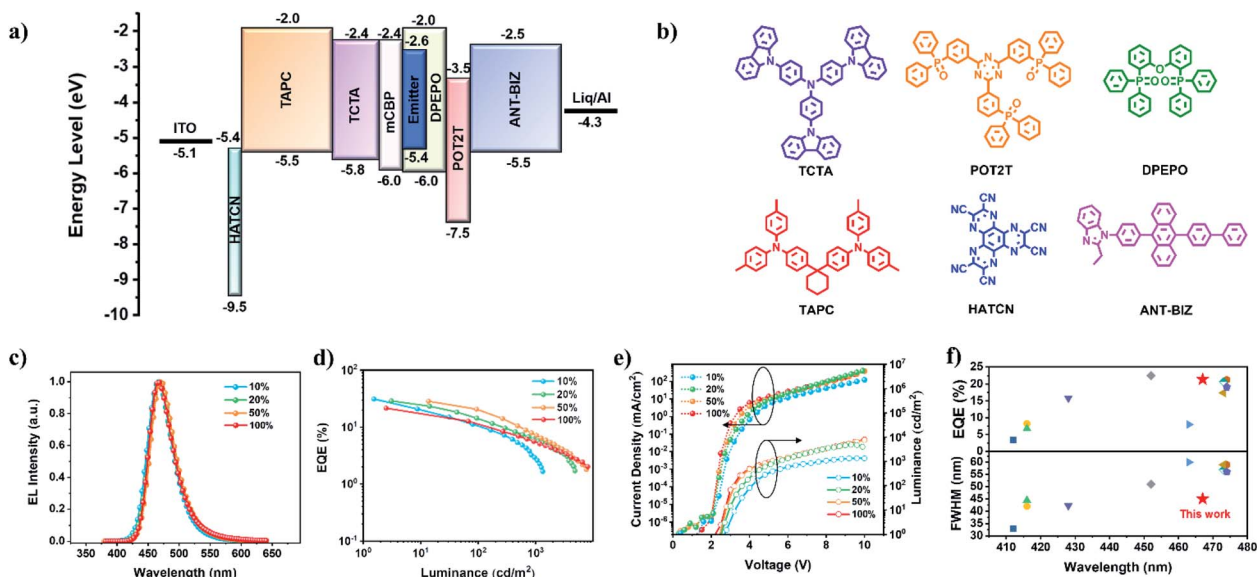 a)
Energy Level (eV)
-2
-3
-4
-5
-6
-7
-8
-9
-10
ITO
-5.1
-5.4
HATCN
-9.5
-2.0
TAPC
-5.5
-2.4
TCTA
-5.8
-2.4
mCBP
-6.0
-2.6
Emitter
-5.4
-2.0
DPEPO
-6.0
-3.5
POT2T
-7.5
-2.5
ANT-BIZ
-5.5
Liq/Al
-4.3
b)
TCTA
POT2T
DPEPO
TAPC
HATCN
ANT-BIZ
c)
EL Intensity (a.u.)
1.0
0.8
0.6
0.4
0.2
0.0
350 400 450 500 550 600 650
Wavelength (nm)
10%
20%
50%
100%
d)
EQE (%)
10²
10¹
10⁰
10⁻¹
10⁰ 10¹ 10² 10³
Luminance (cd/m²)
10%
20%
50%
100%
e)
Current Density (mA/cm²)
10²
10¹
10⁰
10⁻¹
10⁻²
10⁻³
10⁻⁴
10⁻⁵
10⁻⁶
0 2 4 6 8 10
Voltage (V)
Luminance (cd/m²)
10⁷
10⁶
10⁵
10⁴
10³
10²
10¹
10⁰
10%
20%
50%
100%
10%
20%
50%
100%
f)
EQE (%)
25
20
15
10
5
0
FWHM (nm)
60
55
50
45
40
35
30
This work
410 420 430 440 450 460 470 480
Wavelength (nm)